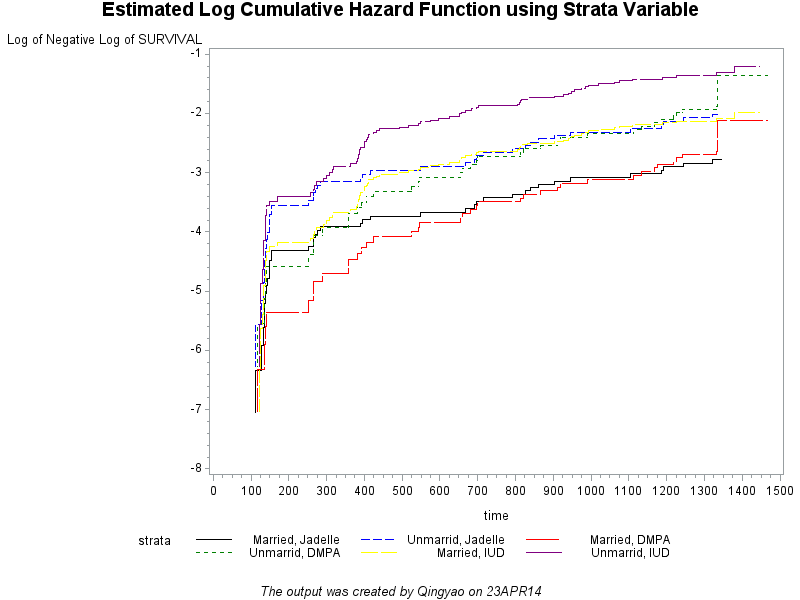 Estimated Log Cumulative Hazard Function using Strata Variable
Log of Negative Log of SURVIVAL
-1
-2
-3
-4
-5
-6
-7
-8
0 100 200 300 400 500 600 700 800 900 1000 1100 1200 1300 1400 1500
time
strata Married, Jadelle Unmarrid, Jadelle Married, DMPA
Unmarrid, DMPA Married, IUD Unmarrid, IUD
The output was created by Qingyao on 23APR14